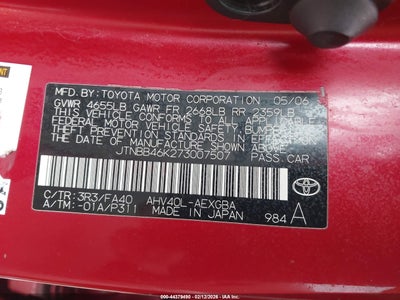 MFD. BY: TOYOTA MOTOR CORPORATION 05/06
GVWR 4655LB GAWR FR 2668LB RR 2359LB
THIS VEHICLE CONFORMS TO ALL APPLICABLE
FEDERAL MOTOR VEHICLE SAFETY, BUMPER, AND
THEFT PREVENTION STANDARDS IN EFFECT ON
THE DATE OF MANUFACTURE SHOWN ABOVE.
JTNBB46K273007507 PASS.CAR
C/TR: 3R3/FA40 AHV40L-AEXGBA
A/TM: -01A/P311 MADE IN JAPAN 984 A
TOYOTA
000-44379490 - 02/12/2026 - IAAI